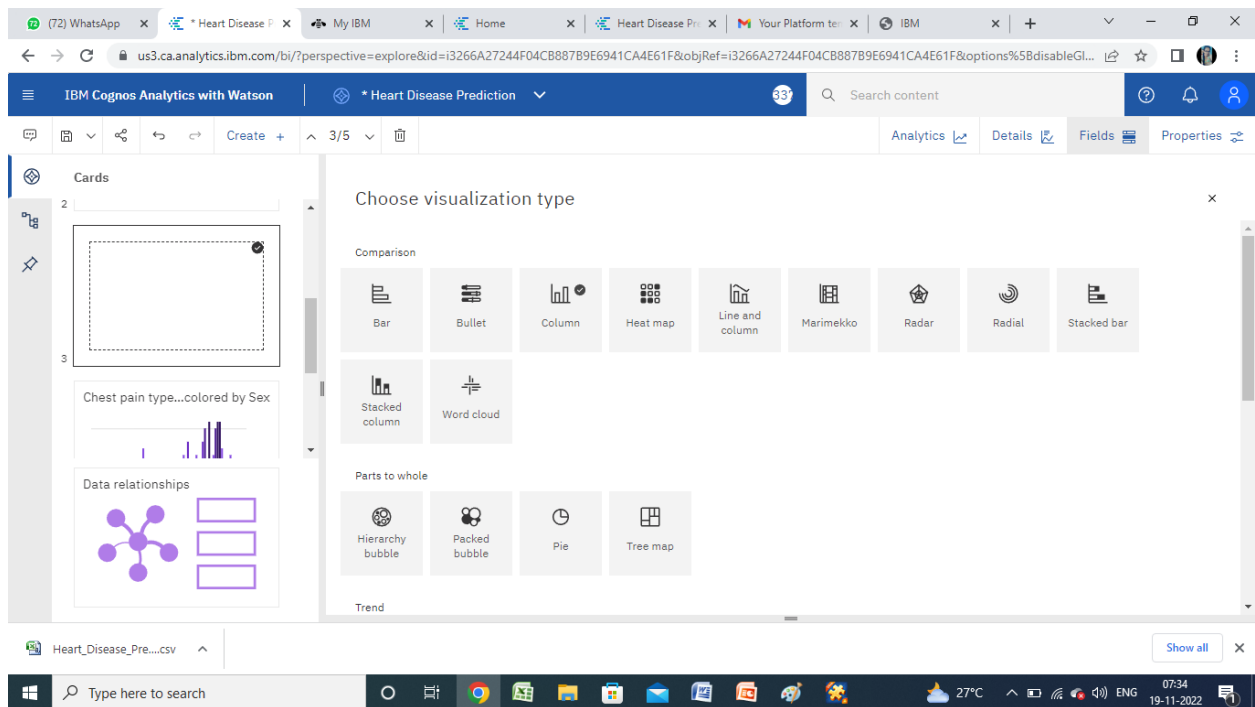 (72) WhatsApp
* Heart Disease P
My IBM
Home
Heart Disease Pre
Your Platform ter
IBM
us3.ca.analytics.ibm.com/bi/?perspective=explore&id=i3266A27244F04CB887B9E6941CA4E61F&objRef=i3266A27244F04CB887B9E6941CA4E61F&options%5BdisableGl...
IBM Cognos Analytics with Watson
* Heart Disease Prediction
Search content
Create +
3/5
Analytics
Details
Fields
Properties
Cards
2
3
Chest pain type...colored by Sex
Data relationships
Choose visualization type
Comparison
Bar
Bullet
Column
Heat map
Line and
column
Marimekko
Radar
Radial
Stacked bar
Stacked
column
Word cloud
Parts to whole
Hierarchy
bubble
Packed
bubble
Pie
Tree map
Trend
Heart_Disease_Pre....csv
Show all
Type here to search
27°C
ENG
07:34
19-11-2022